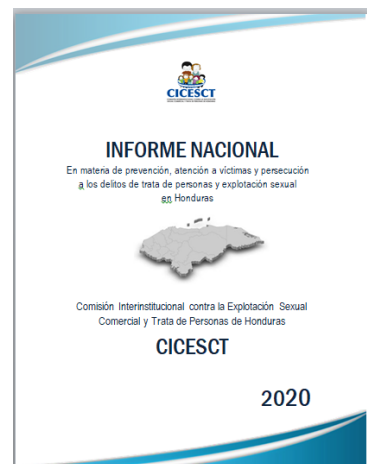 CICESCT
INFORME NACIONAL
En materia de prevención, atención a víctimas y persecución
a los delitos de trata de personas y explotación sexual
en Honduras
Comisión Interinstitucional contra la Explotación Sexual
Comercial y Trata de Personas de Honduras
CICESCT
2020